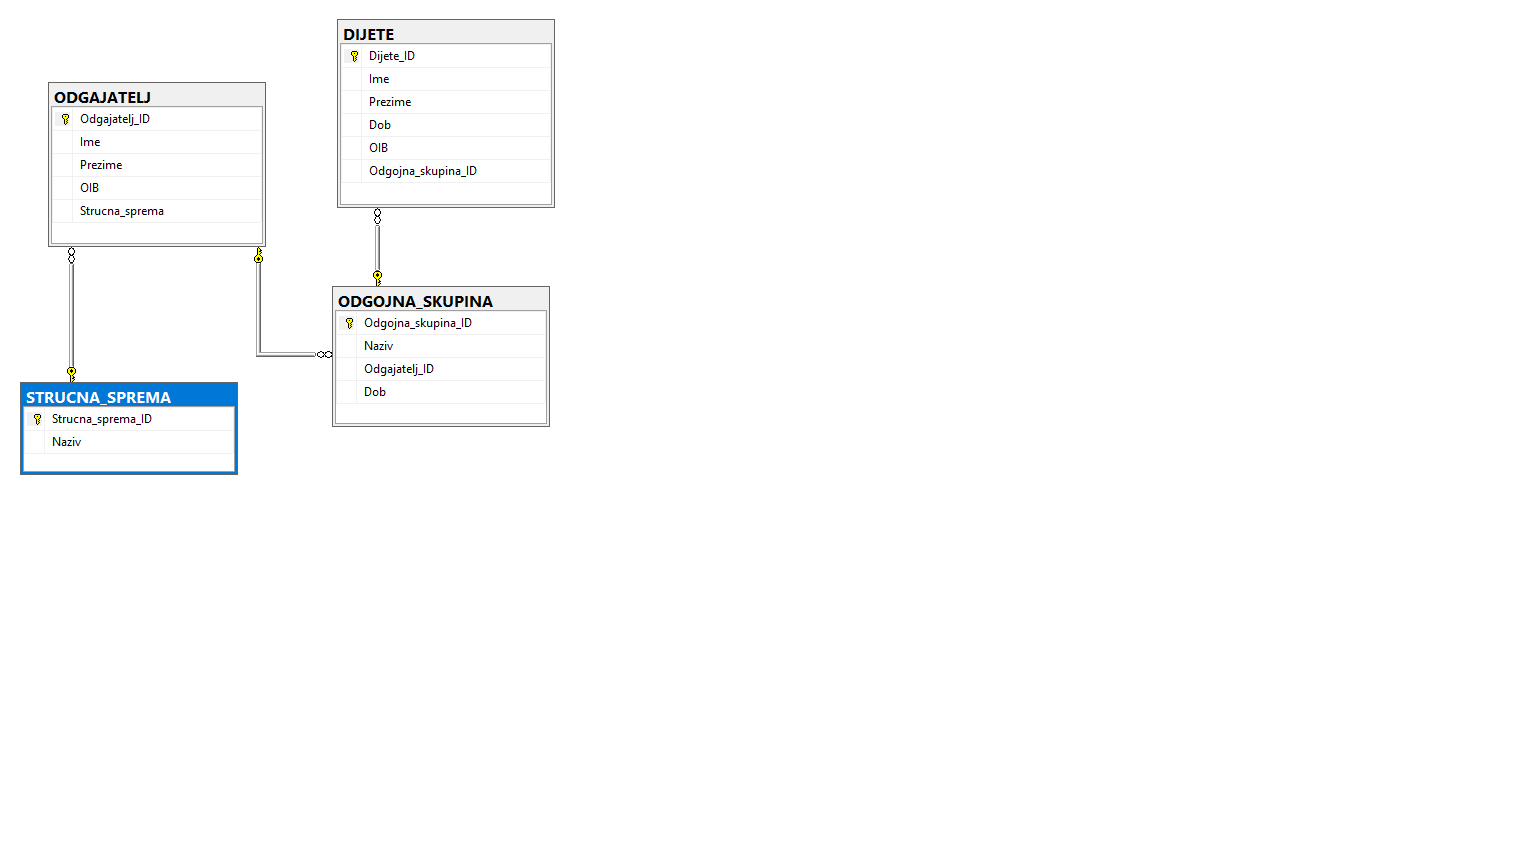 ODGAJATELJ
Odgajatelj_ID
Ime
Prezime
OIB
Strucna_sprema
DIJETE
Dijete_ID
Ime
Prezime
Dob
OIB
Odgojna_skupina_ID
STRUCNA_SPREMA
Strucna_sprema_ID
Naziv
ODGOJNA_SKUPINA
Odgojna_skupina_ID
Naziv
Odgajatelj_ID
Dob